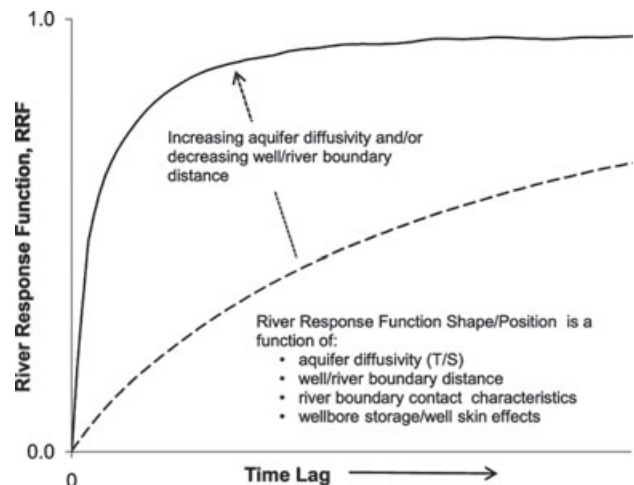 1.0
River Response Function, RRF
Increasing aquifer diffusivity and/or
decreasing well/river boundary
distance
River Response Function Shape/Position is a
function of:
• aquifer diffusivity (T/S)
• well/river boundary distance
• river boundary contact characteristics
• wellbore storage/well skin effects
0.0
0
Time Lag